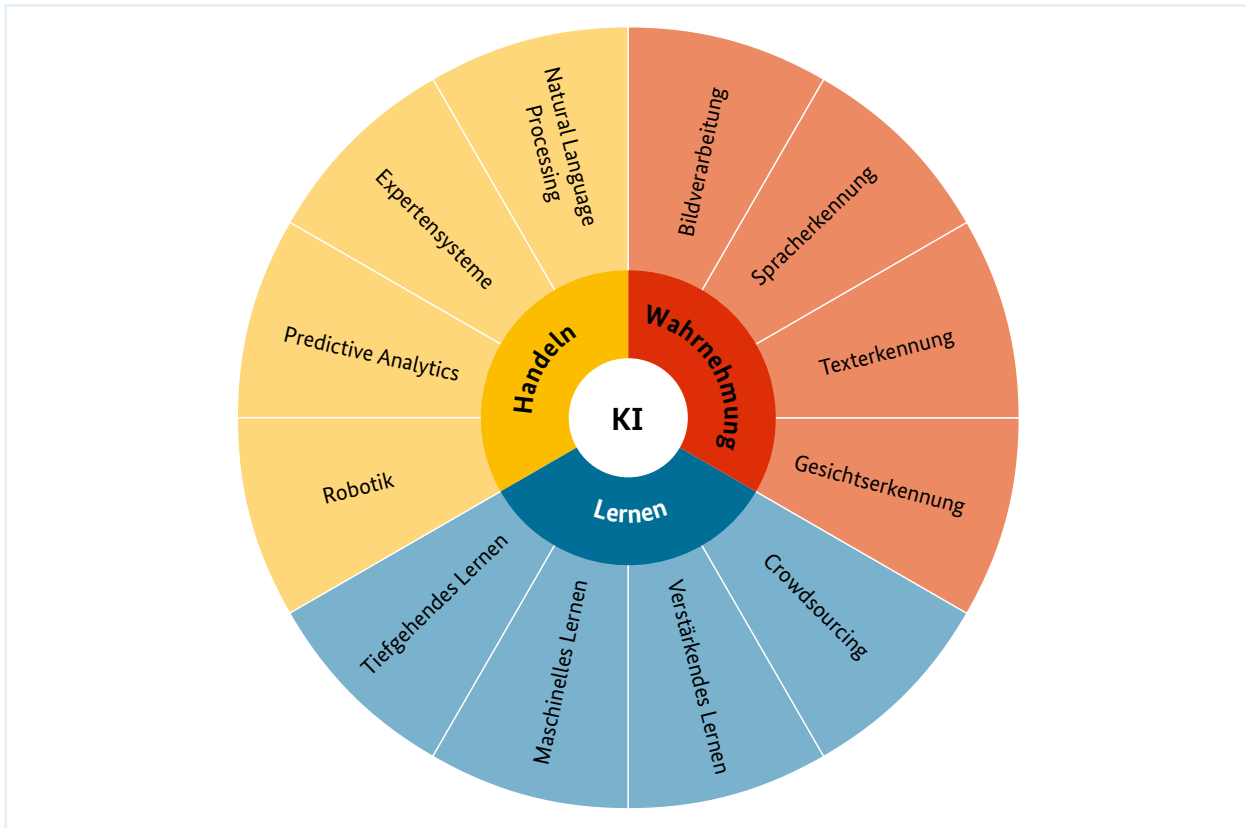 KI
Wahrnehmung
Bildverarbeitung
Spracherkennung
Texterkennung
Gesichtserkennung
Lernen
Crowdsourcing
Verstärkendes Lernen
Maschinelles Lernen
Tiefgehendes Lernen
Handeln
Robotik
Predictive Analytics
Expertensysteme
Natural Language
Processing